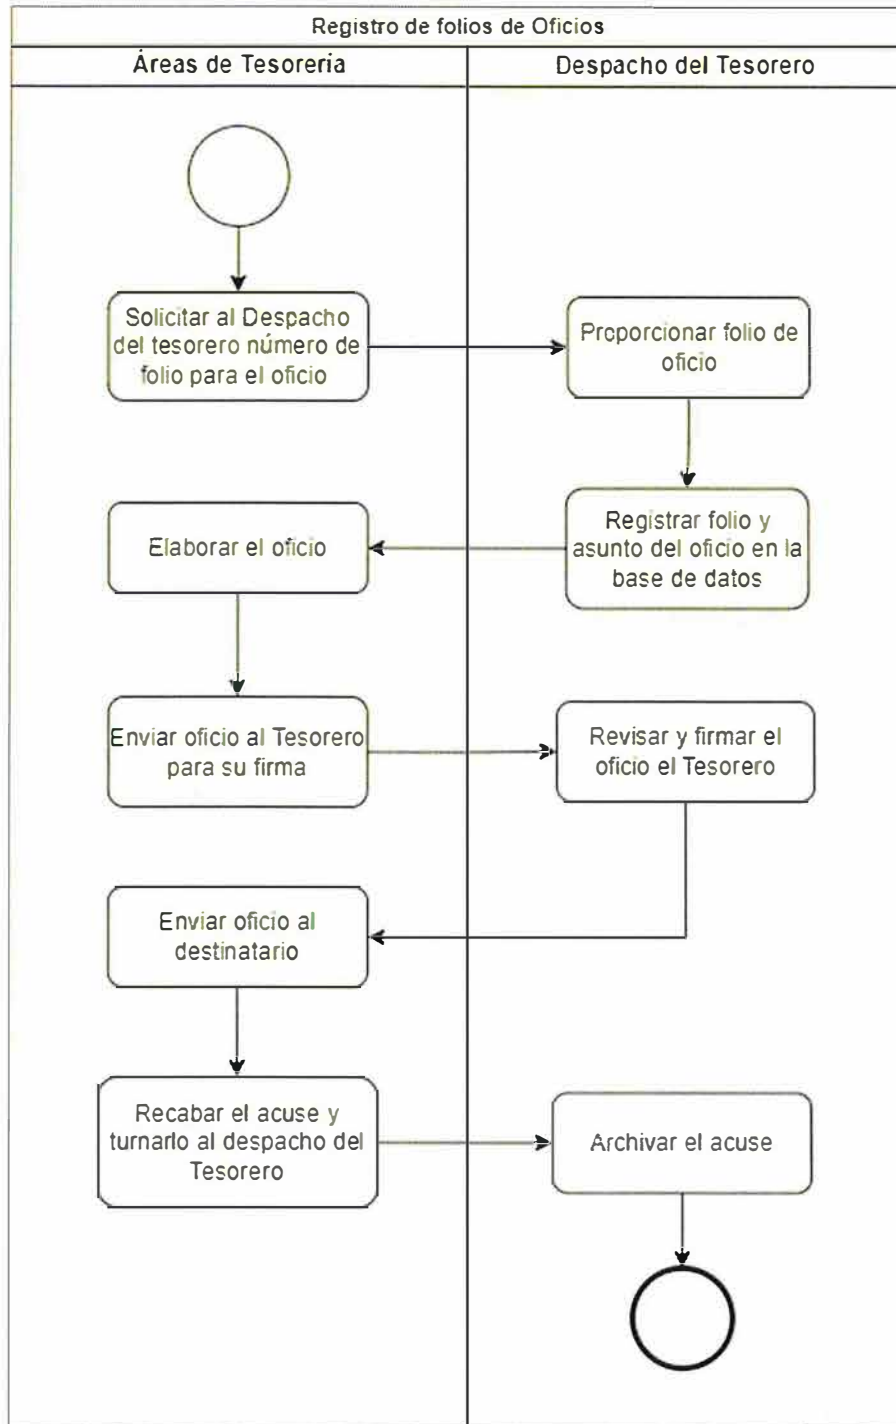 Registro de folios de Oficios
Áreas de Tesorería
Despacho del Tesorero
Solicitar al Despacho
del tesorero número de
folio para el oficio
Proporcionar folio de
oficio
Registrar folio y
asunto del oficio en la
base de datos
Elaborar el oficio
Enviar oficio al Tesorero
para su firma
Revisar y firmar el
oficio el Tesorero
Enviar oficio al
destinatario
Recabar el acuse y
turnarlo al despacho del
Tesorero
Archivar el acuse